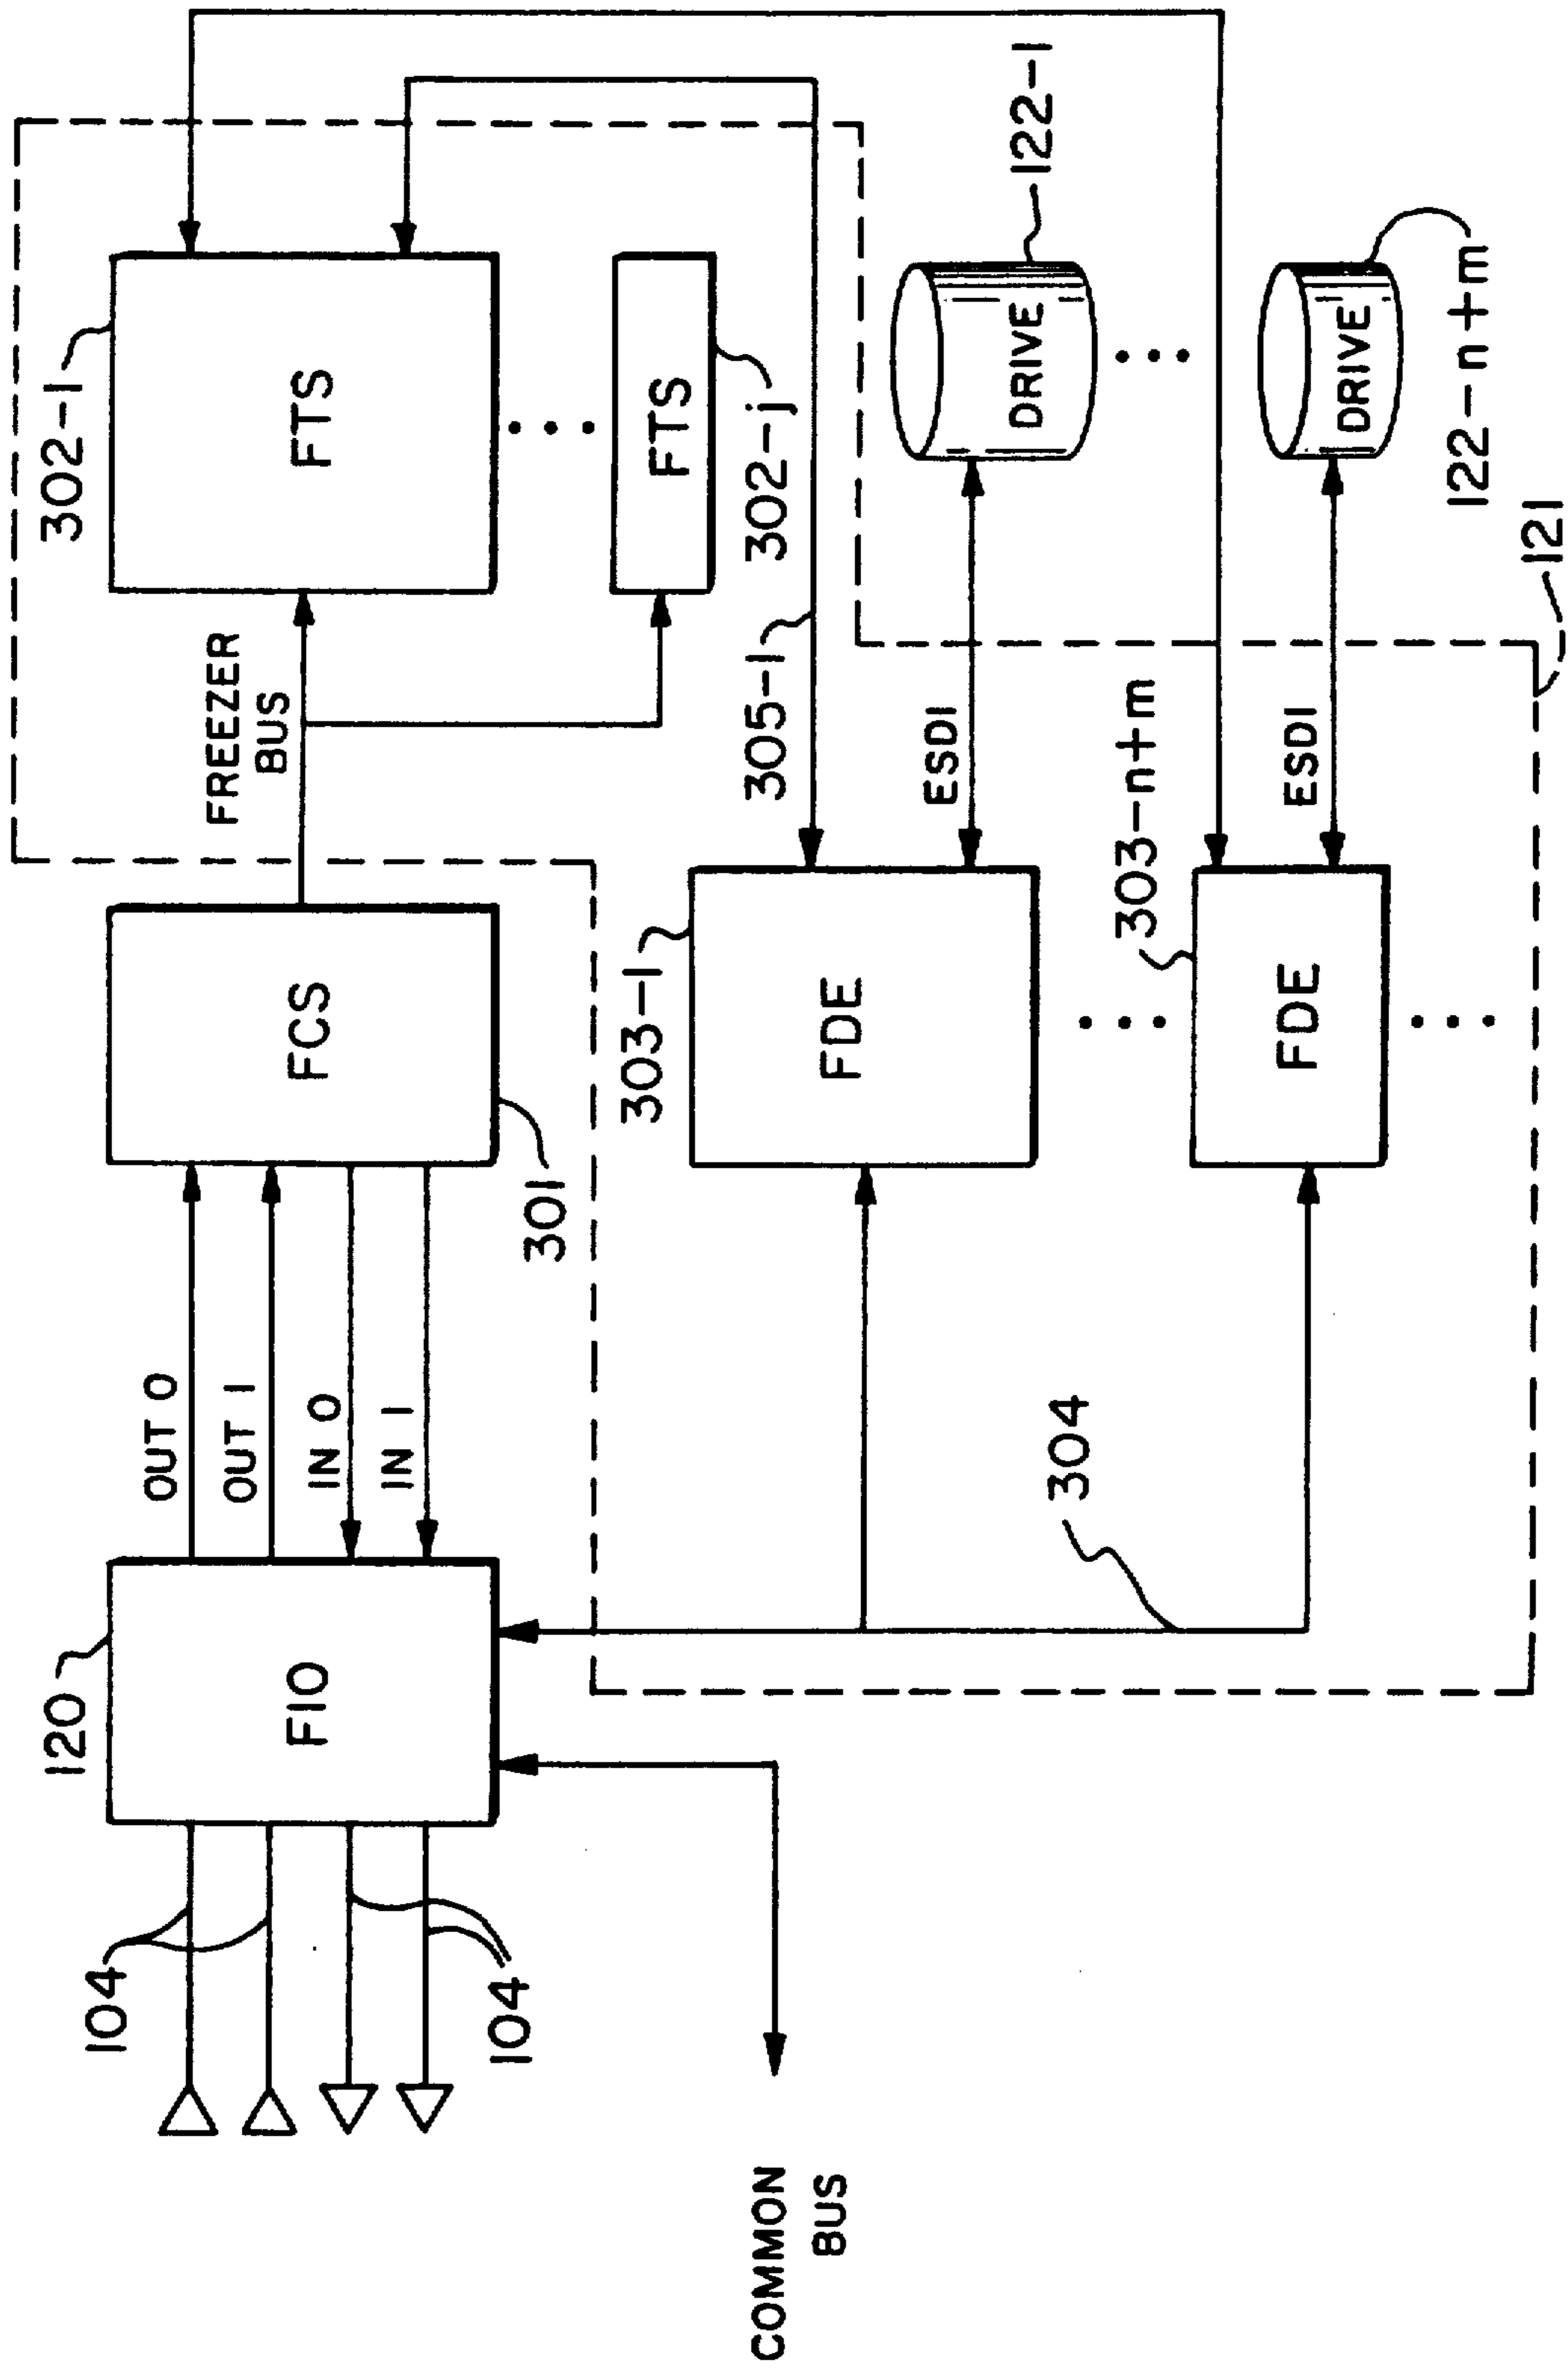 120
302-1
104
OUT 0
OUT 1
IN 0
IN 1
FIO
FCS
FREEZER
BUS
FTS
104
301
FTS
302-j
303-1
305-1
COMMON
BUS
FDE
ESDI
DRIVE
122-1
304
303-n+m
FDE
ESDI
DRIVE
122-n+m
121